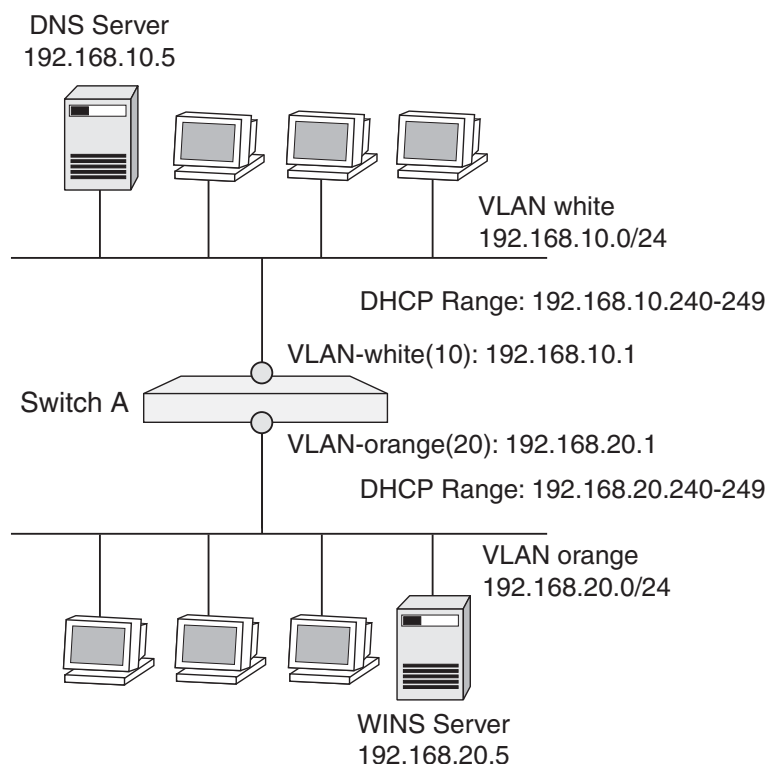 DNS Server
192.168.10.5
VLAN white
192.168.10.0/24
DHCP Range: 192.168.10.240-249
VLAN-white(10): 192.168.10.1
Switch A
VLAN-orange(20): 192.168.20.1
DHCP Range: 192.168.20.240-249
VLAN orange
192.168.20.0/24
WINS Server
192.168.20.5